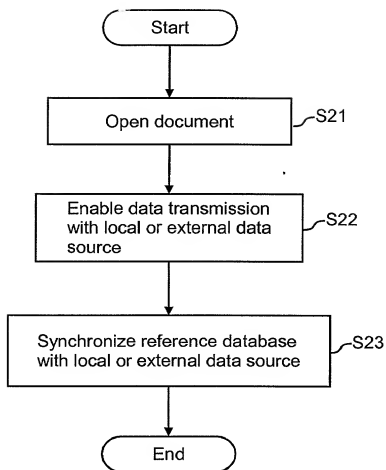 Start
Open document
S21
Enable data transmission
with local or external data
source
S22
Synchronize reference database
with local or external data source
S23
End